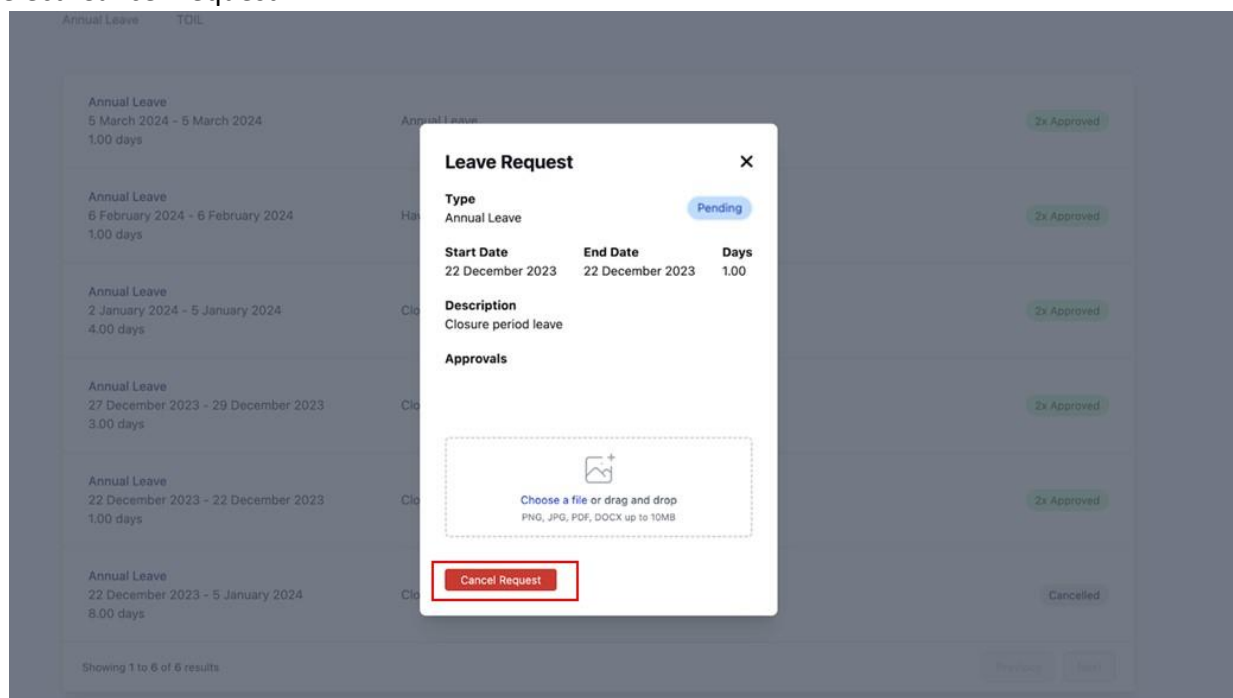 Annual Leave TOIL
Annual Leave
5 March 2024 - 5 March 2024
1.00 days
Annual Leave
2x Approved
Annual Leave
6 February 2024 - 6 February 2024
1.00 days
2x Approved
Annual Leave
2 January 2024 - 5 January 2024
4.00 days
2x Approved
Annual Leave
27 December 2023 - 29 December 2023
3.00 days
2x Approved
Annual Leave
22 December 2023 - 22 December 2023
1.00 days
2x Approved
Annual Leave
22 December 2023 - 5 January 2024
8.00 days
Cancelled
Showing 1 to 6 of 6 results
Previous Next
Leave Request
Type
Annual Leave
Pending
Start Date End Date Days
22 December 2023 22 December 2023 1.00
Description
Closure period leave
Approvals
Choose a file or drag and drop
PNG, JPG, PDF, DOCX up to 10MB
Cancel Request